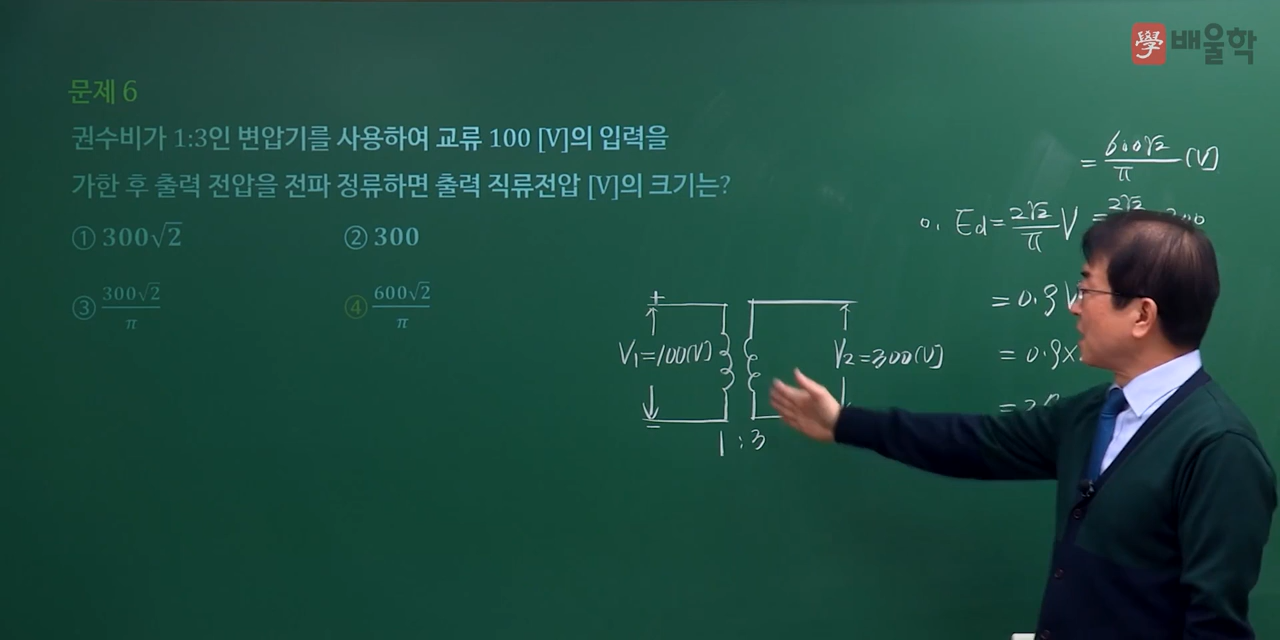 學 배울학
문제 6
권수비가 1:3인 변압기를 사용하여 교류 100 [V]의 입력을
가한 후 출력 전압을 전파 정류하면 출력 직류전압 [V]의 크기는?
① 300√2
② 300
③ 300√2/π
④ 600√2/π
= 600√2/π (V)
Ed = 2√2/π V = 2√2
= 0.9V
= 0.9×
=
+
V1=100(V)
V2=300(V)
−
1 : 3